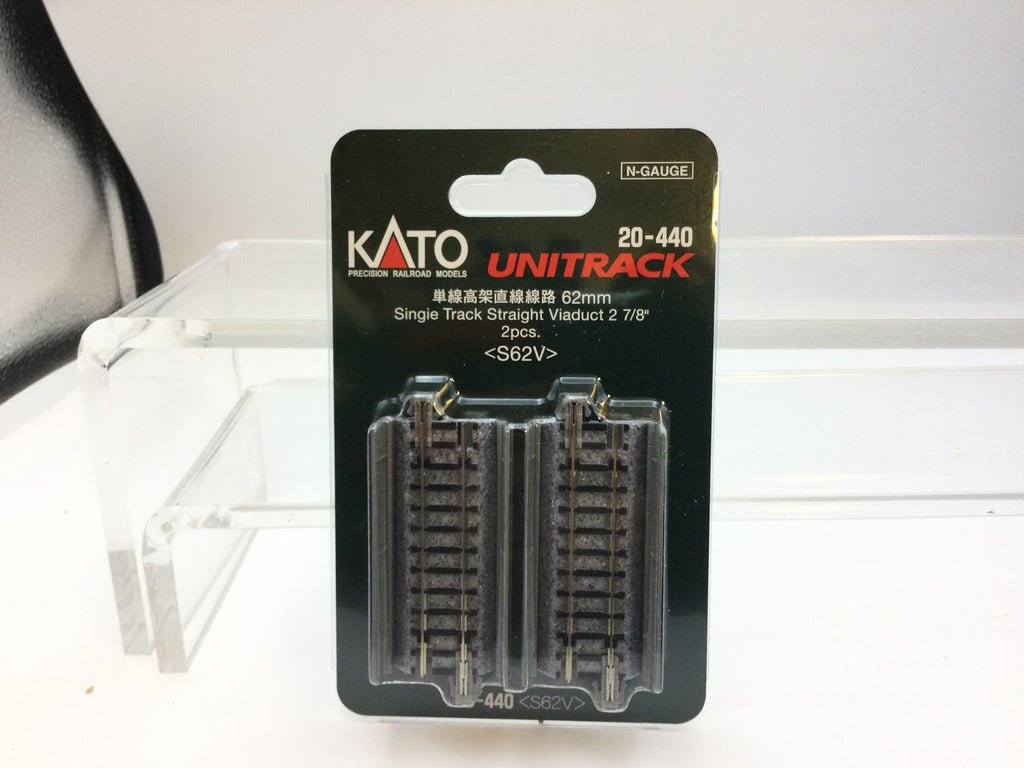 N-GAUGE
20-440
KATO
PRECISION RAILROAD MODELS
UNITRACK
単線高架直線線路 62mm
Single Track Straight Viaduct 2 7/8"
2pcs.
<S62V>
-440 <S62V>